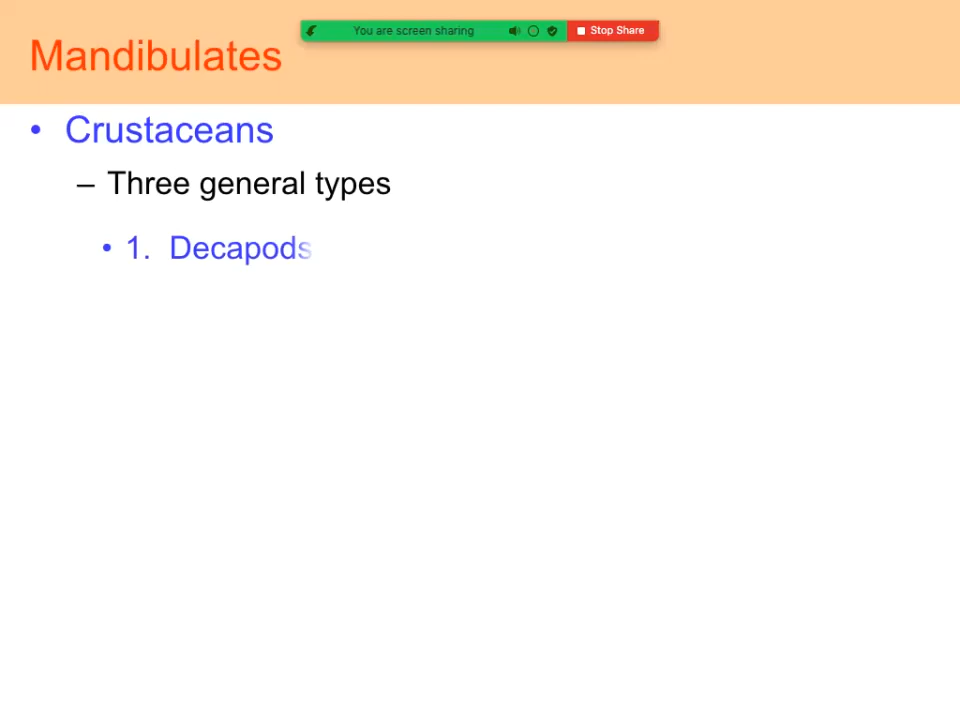 You are screen sharing
Stop Share
Mandibulates
• Crustaceans
– Three general types
• 1. Decapods